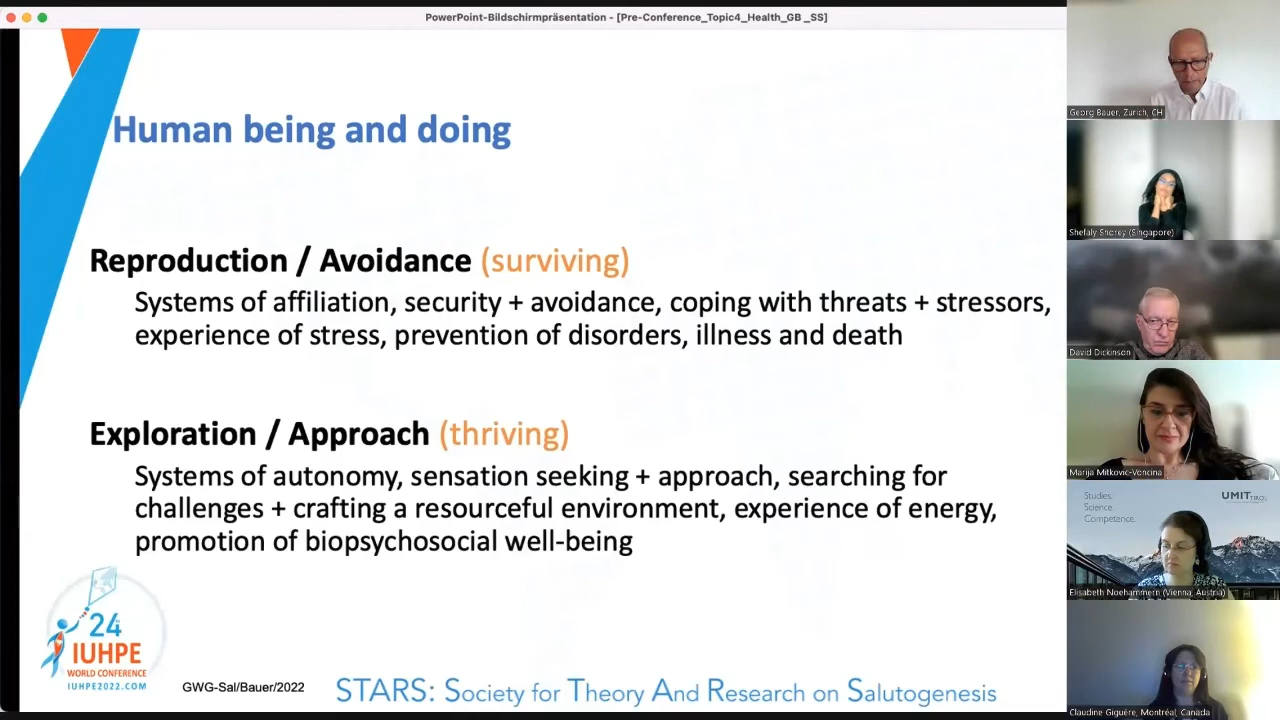 PowerPoint-Bildschirmpräsentation - [Pre-Conference_Topic4_Health_GB _SS]
Human being and doing
Reproduction / Avoidance (surviving)
Systems of affiliation, security + avoidance, coping with threats + stressors,
experience of stress, prevention of disorders, illness and death
Exploration / Approach (thriving)
Systems of autonomy, sensation seeking + approach, searching for
challenges + crafting a resourceful environment, experience of energy,
promotion of biopsychosocial well-being
24
IUHPE
WORLD CONFERENCE
IUHPE2022.COM
GWG-Sal/Bauer/2022
STARS: Society for Theory And Research on Salutogenesis
Georg Bauer, Zurich, CH
Shefaly Shorey (Singapore)
David Dickinson
Marija Mitkovic-Voncina
Studies.
Science.
Competence.
UMIT TIROL
Elisabeth Noehammern (Vienna, Austria)
Claudine Giguère, Montréal, Canada